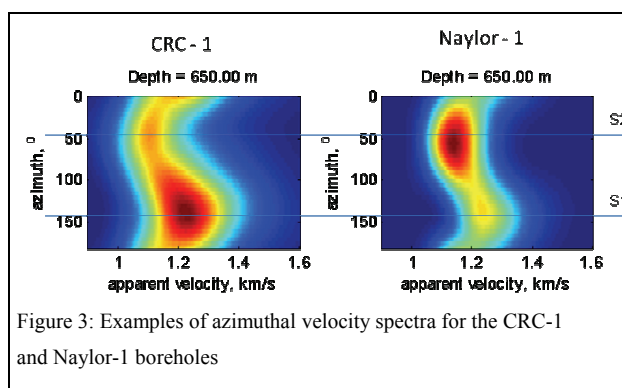 CRC - 1 Naylor- 1
Depth = 650.00 m Depth = 650.00 m
0 0
S2
50 50
azimuth, ⁰ azimuth, ⁰
100 100
S1
150 150
1 1.2 1.4 1.6 1 1.2 1.4 1.6
apparent velocity, km/s apparent velocity, km/s
Figure 3: Examples of azimuthal velocity spectra for the CRC-1
and Naylor-1 boreholes